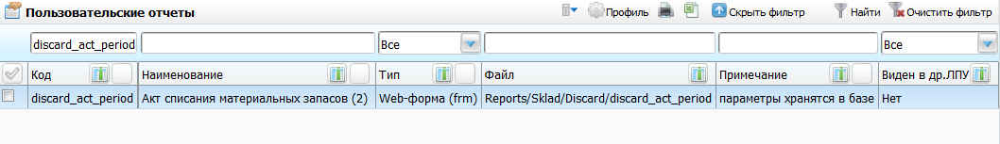 Пользовательские отчеты Профиль Скрыть фильтр Найти Очистить фильтр
discard_act_period Все Все
Код Наименование Тип Файл Примечание Виден в др.ЛПУ
discard_act_period Акт списания материальных запасов (2) Web-форма (frm) Reports/Sklad/Discard/discard_act_period параметры хранятся в базе Нет